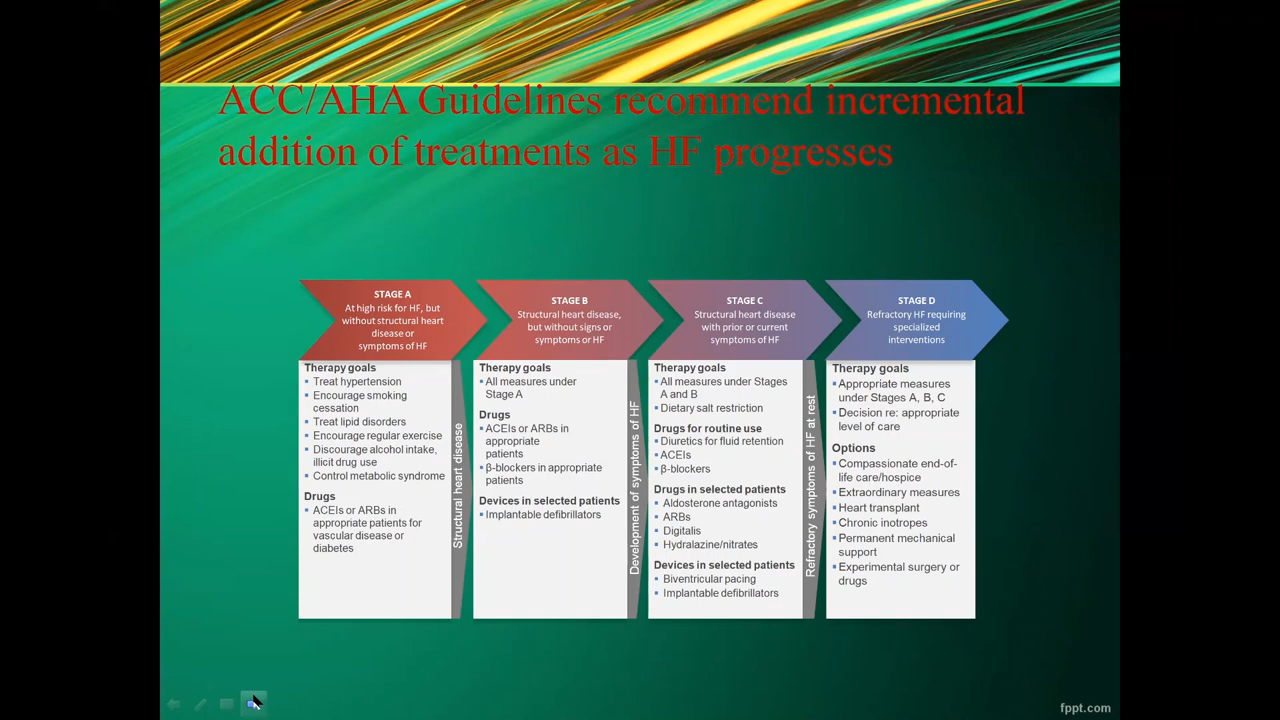 ACC/AHA Guidelines recommend incremental
addition of treatments as HF progresses
STAGE A
At high risk for HF, but
without structural heart
disease or
symptoms of HF
Therapy goals
▪ Treat hypertension
▪ Encourage smoking
cessation
▪ Treat lipid disorders
▪ Encourage regular exercise
▪ Discourage alcohol intake,
illicit drug use
▪ Control metabolic syndrome
Drugs
▪ ACEIs or ARBs in
appropriate patients for
vascular disease or
diabetes
Structural heart disease
STAGE B
Structural heart disease,
but without signs or
symptoms or HF
Therapy goals
▪ All measures under
Stage A
Drugs
▪ ACEIs or ARBs in
appropriate
patients
▪ β-blockers in appropriate
patients
Devices in selected patients
▪ Implantable defibrillators
Development of symptoms of HF
STAGE C
Structural heart disease
with prior or current
symptoms of HF
Therapy goals
▪ All measures under Stages
A and B
▪ Dietary salt restriction
Drugs for routine use
▪ Diuretics for fluid retention
▪ ACEIs
▪ β-blockers
Drugs in selected patients
▪ Aldosterone antagonists
▪ ARBs
▪ Digitalis
▪ Hydralazine/nitrates
Devices in selected patients
▪ Biventricular pacing
▪ Implantable defibrillators
Refractory symptoms of HF at rest
STAGE D
Refractory HF requiring
specialized
interventions
Therapy goals
▪ Appropriate measures
under Stages A, B, C
▪ Decision re: appropriate
level of care
Options
▪ Compassionate end-of-
life care/hospice
▪ Extraordinary measures
▪ Heart transplant
▪ Chronic inotropes
▪ Permanent mechanical
support
▪ Experimental surgery or
drugs
fppt.com